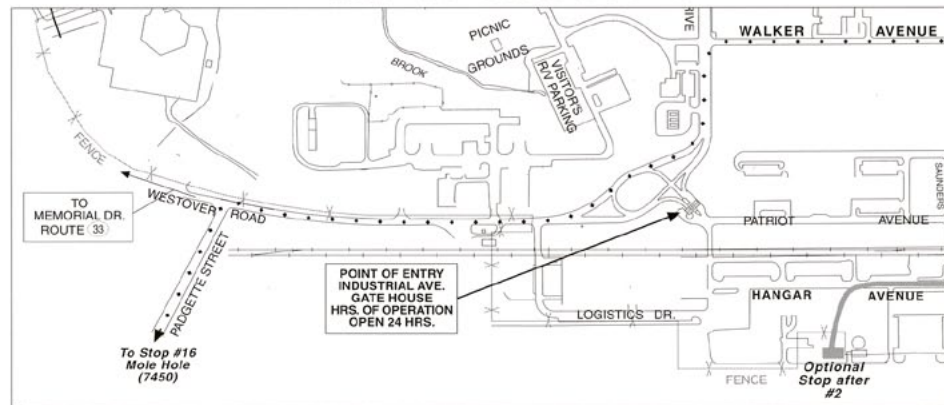 PICNIC
GROUNDS
BROOK
VISITOR'S
R/V PARKING
RIVE
WALKER AVENUE
FENCE
TO
MEMORIAL DR.
ROUTE 33
WESTOVER ROAD
PADGETTE STREET
To Stop #16
Mole Hole
(7450)
POINT OF ENTRY
INDUSTRIAL AVE.
GATE HOUSE
HRS. OF OPERATION
OPEN 24 HRS.
PATRIOT AVENUE
SAUNDERS
HANGAR AVENUE
LOGISTICS DR.
FENCE
Optional
Stop after
#2